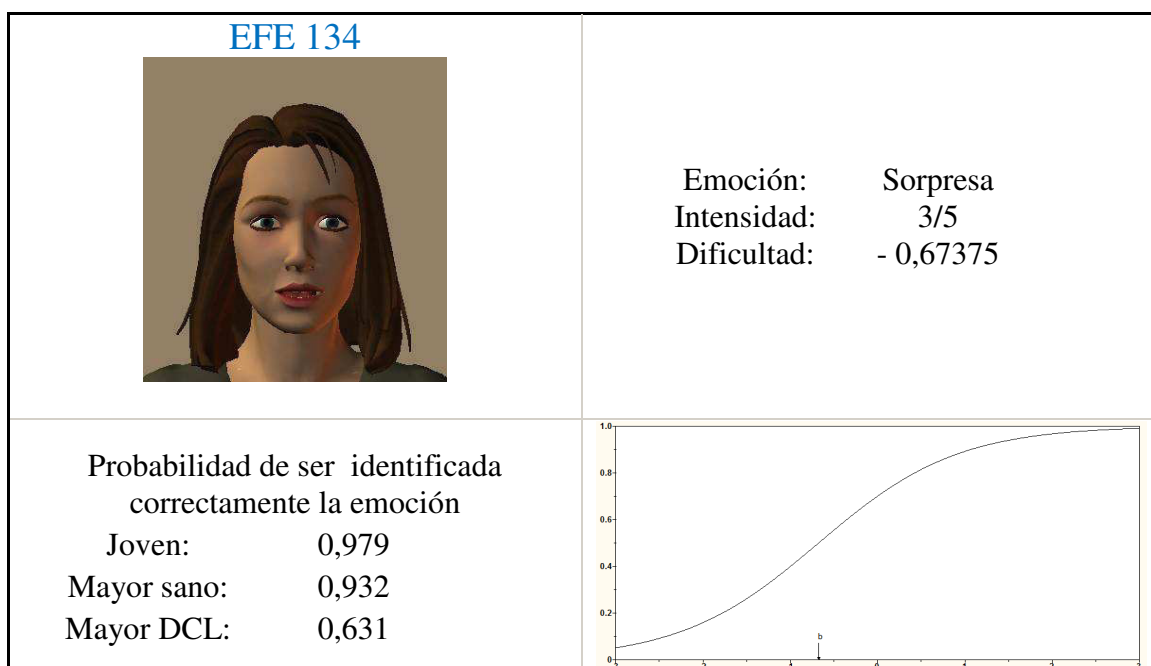 EFE 134
Emoción: Sorpresa
Intensidad: 3/5
Dificultad: - 0,67375
Probabilidad de ser identificada
correctamente la emoción
Joven: 0,979
Mayor sano: 0,932
Mayor DCL: 0,631
1.0
0.8
0.6
0.4
0.2
0
b